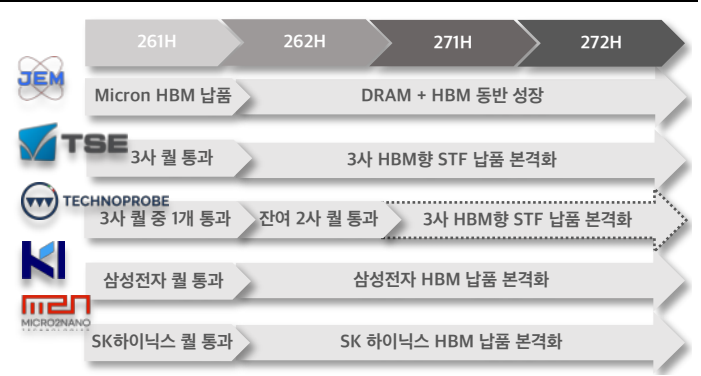 261H
262H
271H
272H
JEM
Micron HBM 납품
DRAM + HBM 동반 성장
TSE
3사 퀄 통과
3사 HBM향 STF 납품 본격화
TECHNOPROBE
3사 퀄 중 1개 통과
잔여 2사 퀄 통과
3사 HBM향 STF 납품 본격화
삼성전자 퀄 통과
삼성전자 HBM 납품 본격화
m2n
MICRO2NANO
TECHNOLOGIES
SK하이닉스 퀄 통과
SK 하이닉스 HBM 납품 본격화